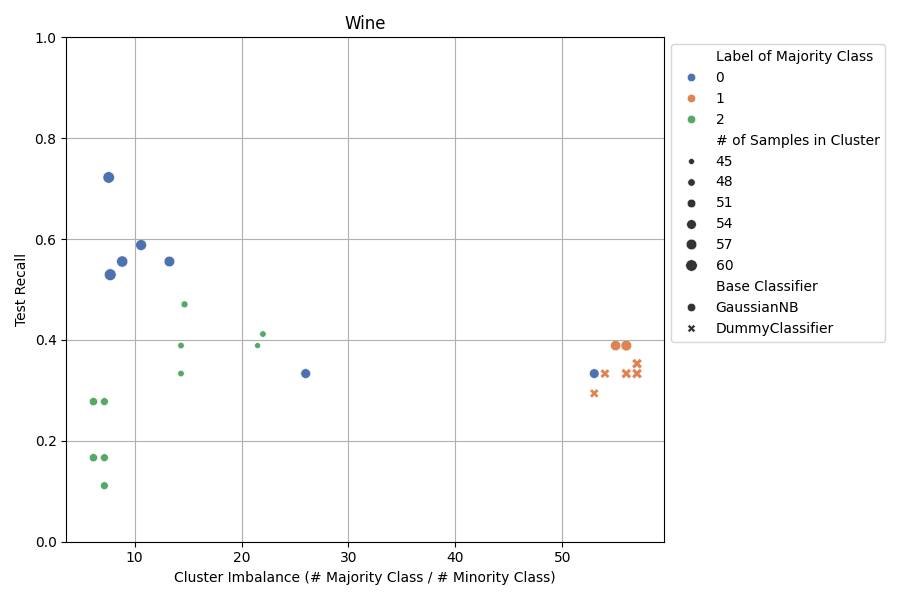 Wine
1.0
0.8
0.6
0.4
0.2
0.0
Test Recall
10
20
30
40
50
Cluster Imbalance (# Majority Class / # Minority Class)
Label of Majority Class
0
1
2
# of Samples in Cluster
45
48
51
54
57
60
Base Classifier
GaussianNB
DummyClassifier